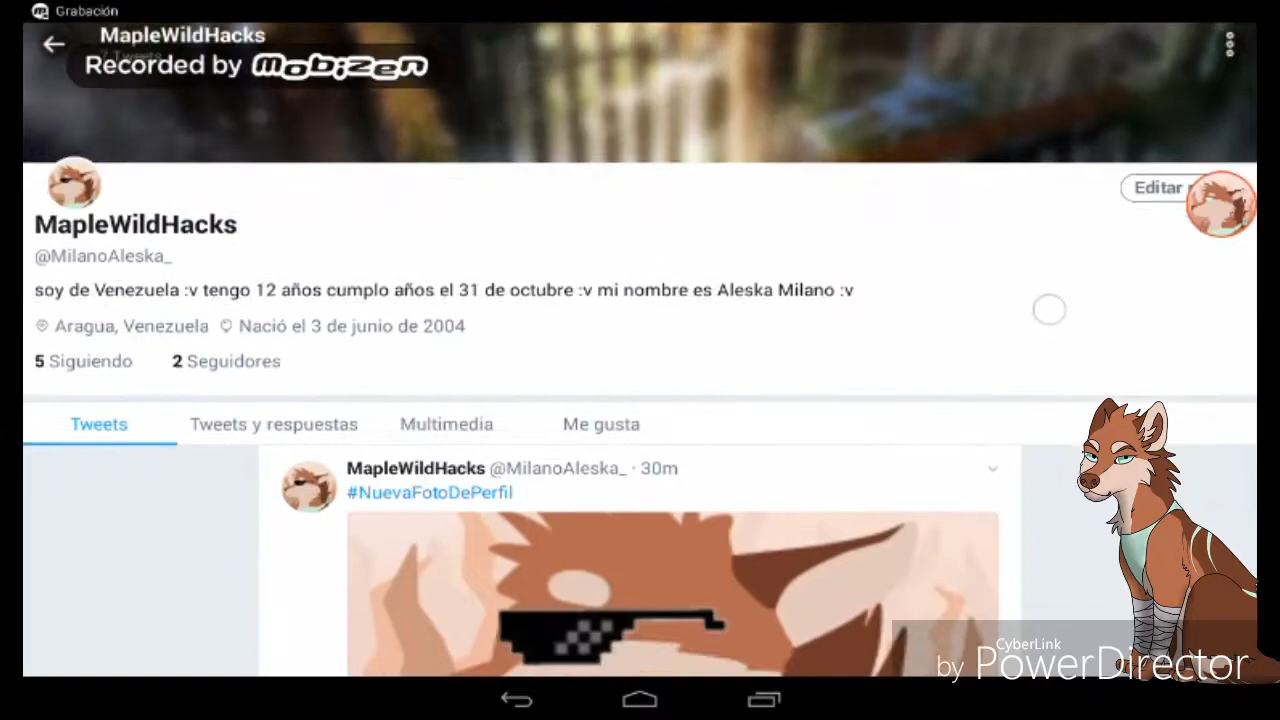 Grabación
MapleWildHacks
Recorded by mobizen
Editar
MapleWildHacks
@MilanoAleska_
soy de Venezuela :v tengo 12 años cumplo años el 31 de octubre :v mi nombre es Aleska Milano :v
Aragua, Venezuela Nació el 3 de junio de 2004
5 Siguiendo 2 Seguidores
Tweets Tweets y respuestas Multimedia Me gusta
MapleWildHacks @MilanoAleska_ · 30m
#NuevaFotoDePerfil
CyberLink
by PowerDirector